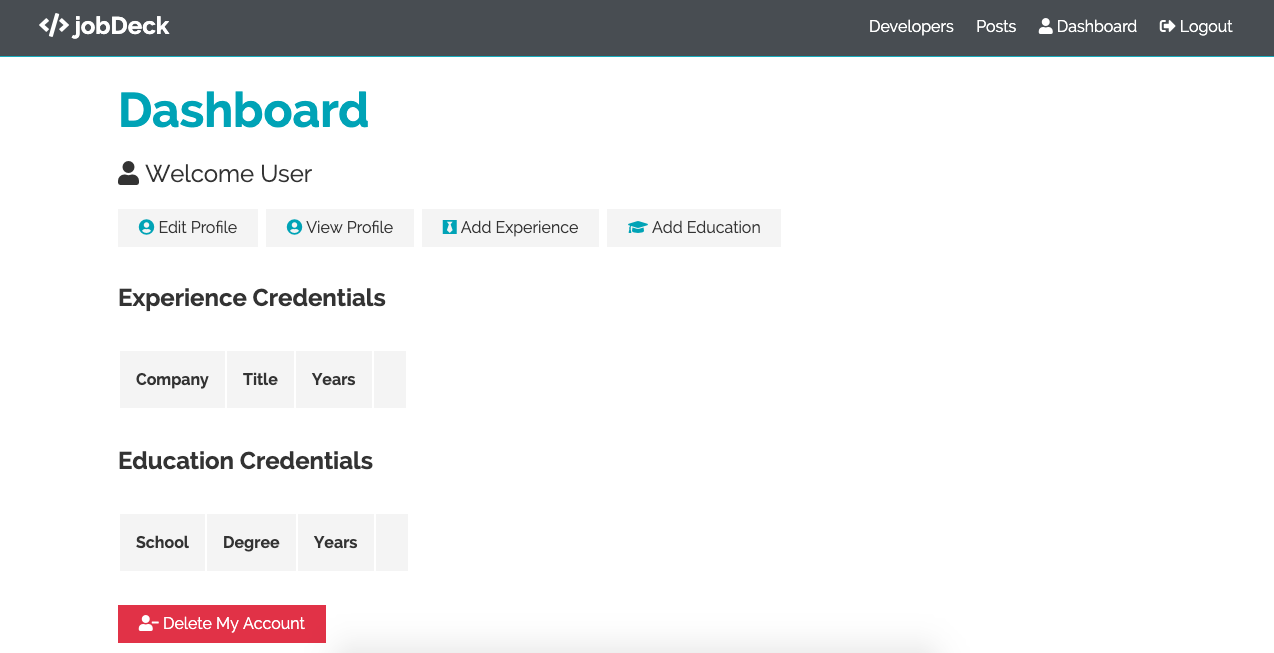 </> jobDeck Developers Posts Dashboard Logout
Dashboard
Welcome User
Edit Profile View Profile Add Experience Add Education
Experience Credentials
Company Title Years
Education Credentials
School Degree Years
Delete My Account